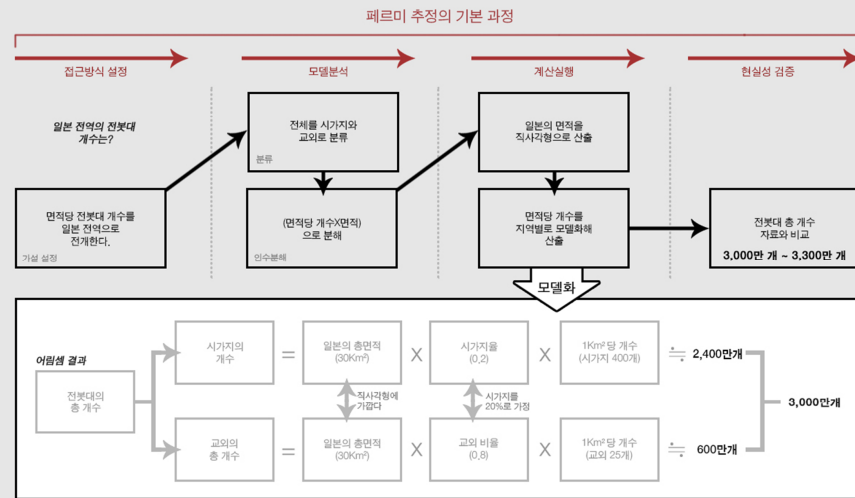 페르미 추정의 기본 과정
접근방식 설정
모델분석
계산실행
현실성 검증
일본 전역의 전봇대
개수는?
면적당 전봇대 개수를
일본 전역으로
전개한다.
가설 설정
전체를 시가지와
교외로 분류
분류
(면적당 개수X면적)
으로 분해
인수분해
일본의 면적을
직사각형으로 산출
면적당 개수를
지역별로 모델화해
산출
전봇대 총 개수
자료와 비교
3,000만 개 ~ 3,300만 개
모델화
어림셈 결과
전봇대의
총 개수
시가지의
개수
=
일본의 총면적
(30Km²)
X
시가지율
(0,2)
X
1Km² 당 개수
(시가지 400개)
≒
2,400만개
직사각형에
가깝다
시가지를
20%로 가정
3,000만개
교외의
총 개수
=
일본의 총면적
(30Km²)
X
교외 비율
(0,8)
X
1Km² 당 개수
(교외 25개)
≒
600만개